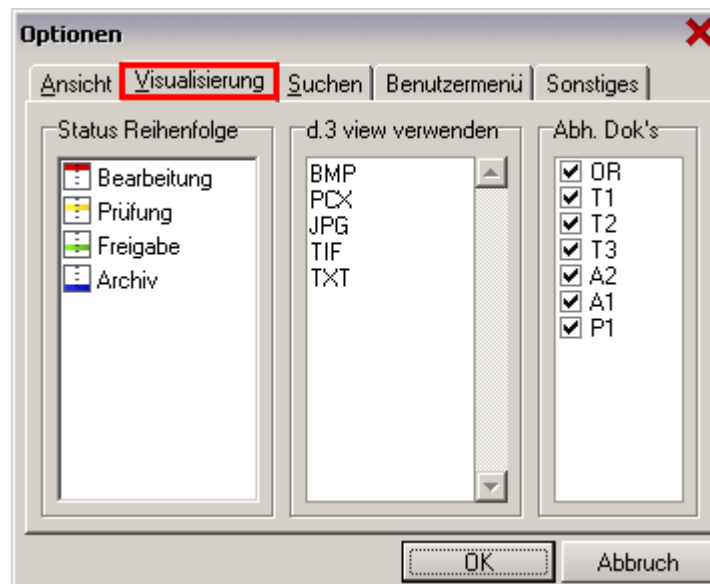 Optionen
Ansicht
Visualisierung
Suchen
Benutzermenü
Sonstiges
Status Reihenfolge
Bearbeitung
Prüfung
Freigabe
Archiv
d.3 view verwenden
BMP
PCX
JPG
TIF
TXT
Abh. Dok's
OR
T1
T2
T3
A2
A1
P1
OK
Abbruch